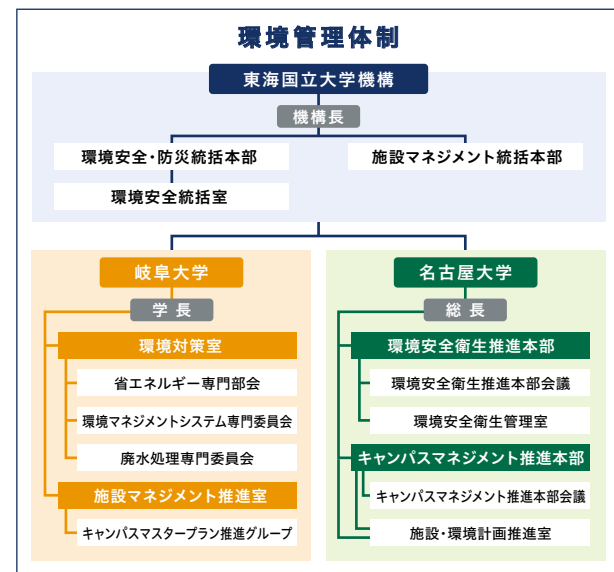 環境管理体制
東海国立大学機構
機構長
環境安全・防災統括本部
施設マネジメント統括本部
環境安全統括室
岐阜大学
学長
環境対策室
省エネルギー専門部会
環境マネジメントシステム専門委員会
廃水処理専門委員会
施設マネジメント推進室
キャンパスマスタープラン推進グループ
名古屋大学
総長
環境安全衛生推進本部
環境安全衛生推進本部会議
環境安全衛生管理室
キャンパスマネジメント推進本部
キャンパスマネジメント推進本部会議
施設・環境計画推進室